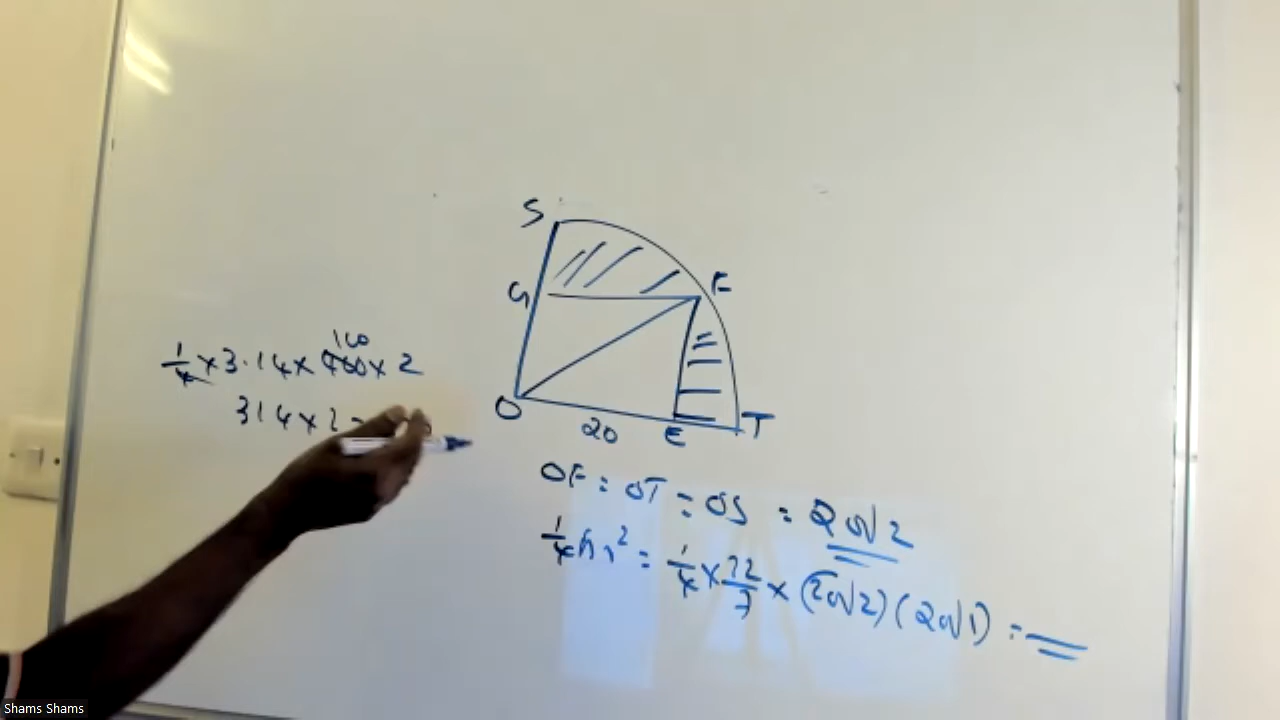 S
G F
O 20 E T
1/4 × 3.14 × 400 × 2
100
314 × 2 =
OF = OT = OS = 20√2
1/4 πr² = 1/4 × 22/7 × (20√2)(20√2) =
Shams Shams